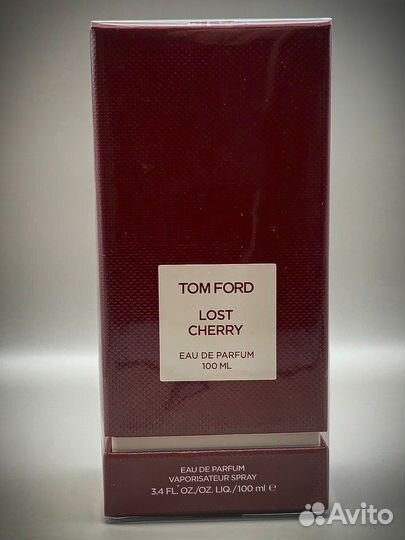 TOM FORD
LOST
CHERRY
EAU DE PARFUM
100 ML
EAU DE PARFUM
VAPORISATEUR SPRAY
3.4 FL. OZ./OZ. LIQ./100 ml ℮
Avito